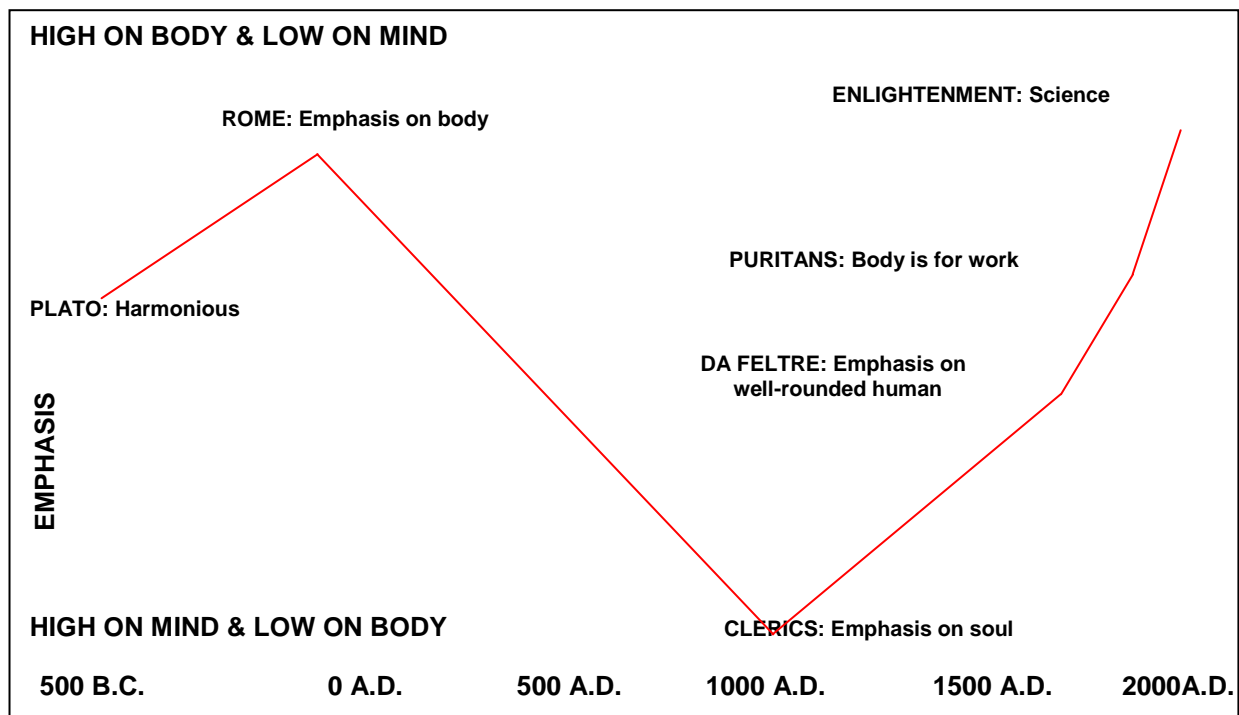 HIGH ON BODY & LOW ON MIND
ENLIGHTENMENT: Science
ROME: Emphasis on body
PURITANS: Body is for work
PLATO: Harmonious
DA FELTRE: Emphasis on
well-rounded human
EMPHASIS
HIGH ON MIND & LOW ON BODY
CLERICS: Emphasis on soul
500 B.C. 0 A.D. 500 A.D. 1000 A.D. 1500 A.D. 2000A.D.